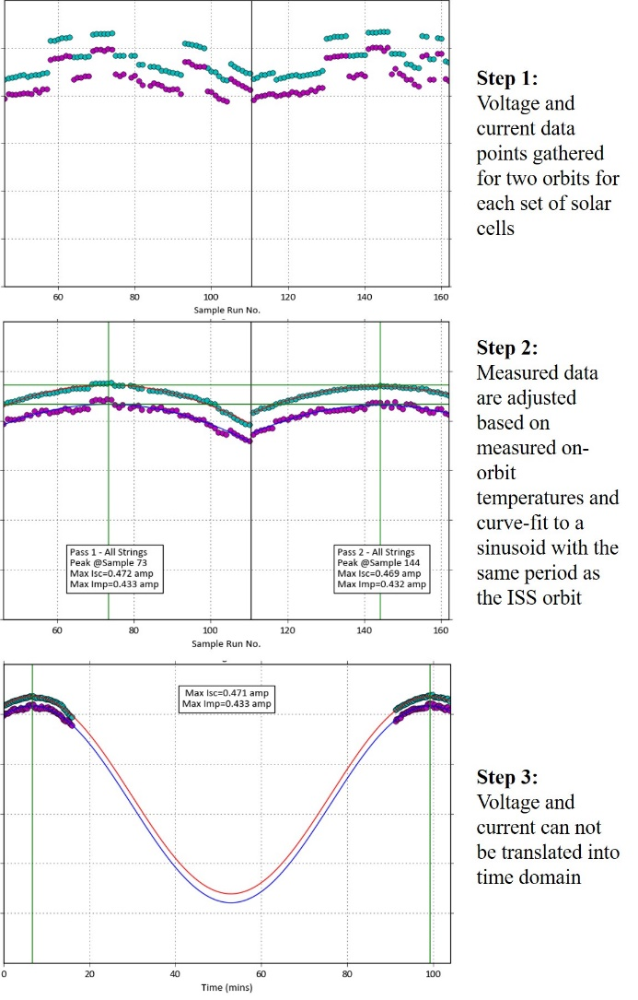 60 80 100 120 140 160
Sample Run No.
Step 1:
Voltage and
current data
points gathered
for two orbits for
each set of solar
cells
Pass 1 - All Strings
Peak @Sample 73
Max Isc=0.472 amp
Max Imp=0.433 amp
Pass 2 - All Strings
Peak @Sample 144
Max Isc=0.469 amp
Max Imp=0.432 amp
60 80 100 120 140 160
Sample Run No.
Step 2:
Measured data
are adjusted
based on
measured on-
orbit
temperatures and
curve-fit to a
sinusoid with the
same period as
the ISS orbit
Max Isc=0.471 amp
Max Imp=0.433 amp
0 20 40 60 80 100
Time (mins)
Step 3:
Voltage and
current can not
be translated into
time domain